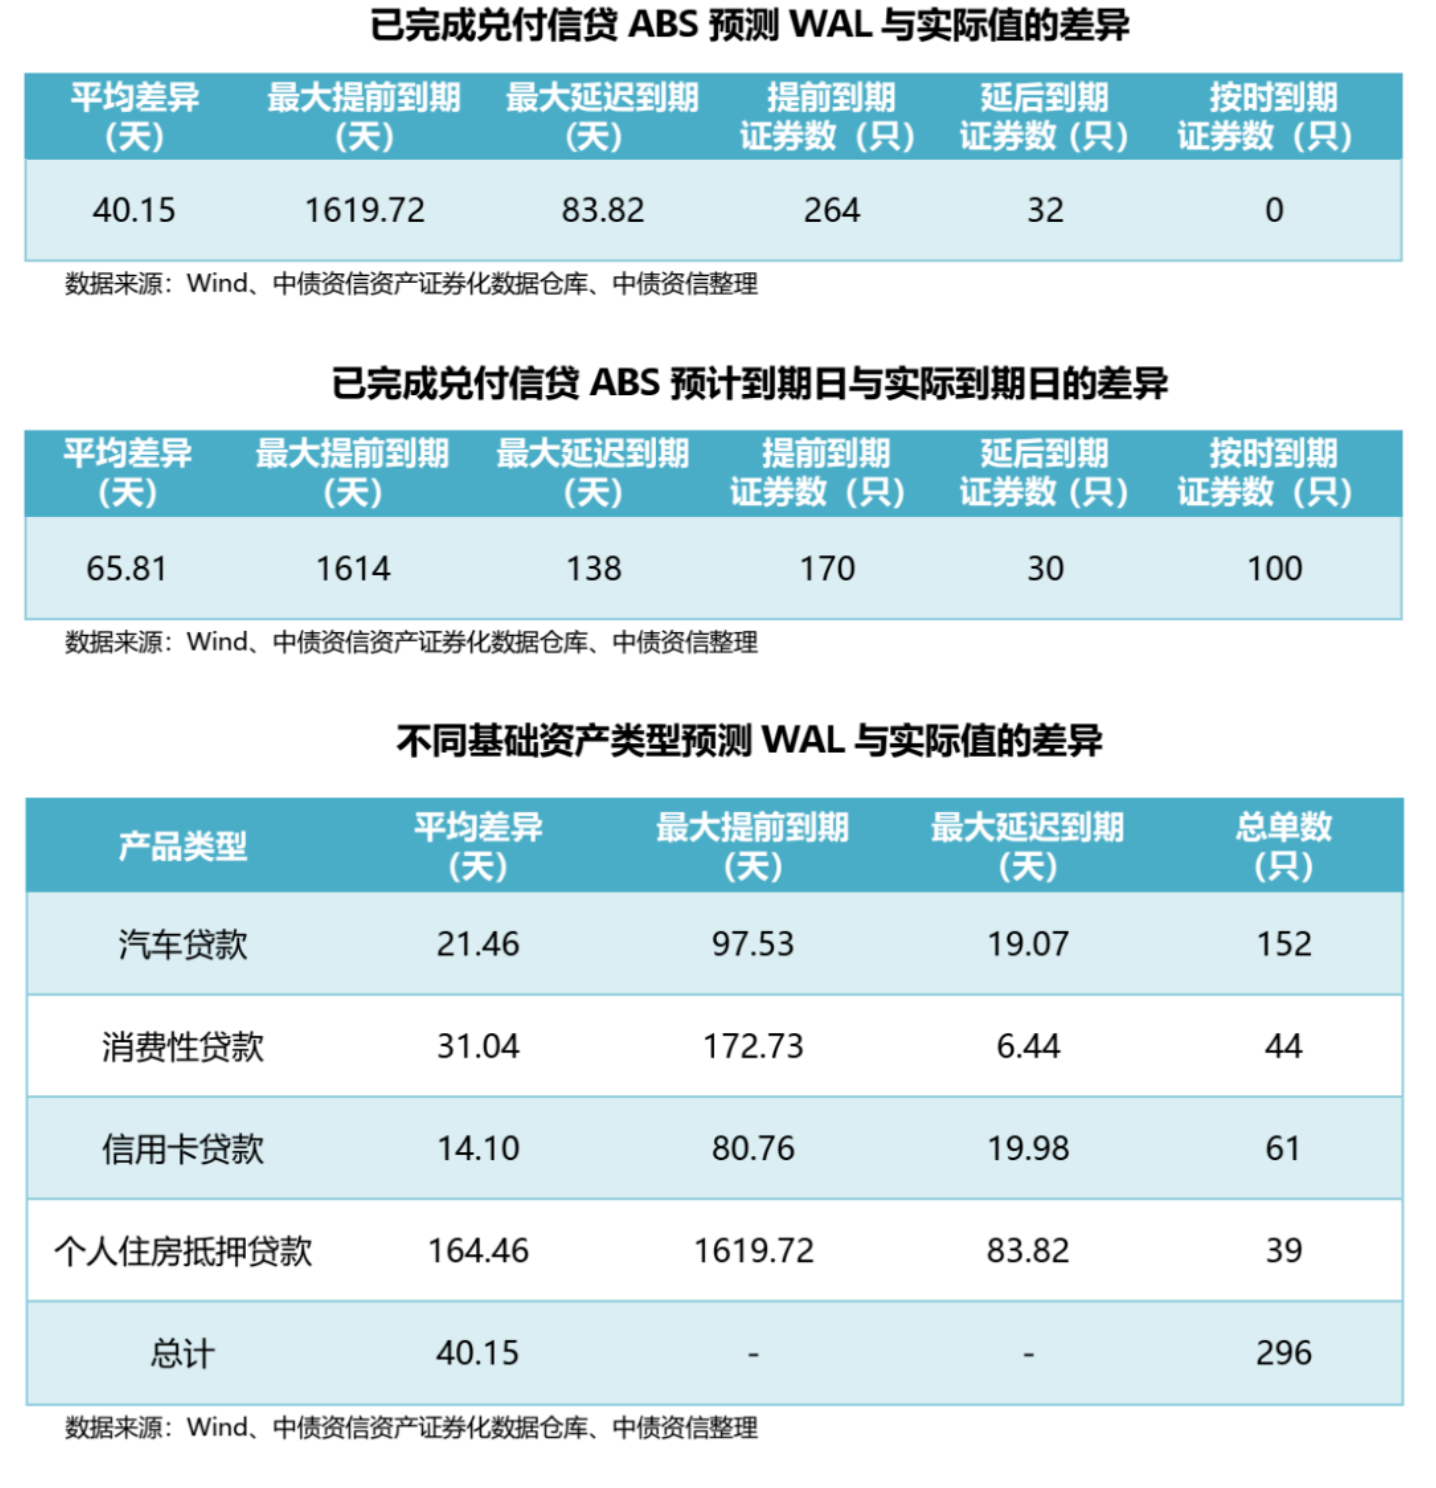 已完成兑付信贷 ABS 预测 WAL 与实际值的差异
平均差异（天） 最大提前到期（天） 最大延迟到期（天） 提前到期证券数（只） 延后到期证券数（只） 按时到期证券数（只）
40.15 1619.72 83.82 264 32 0
数据来源：Wind、中债资信资产证券化数据仓库、中债资信整理
已完成兑付信贷 ABS 预计到期日与实际到期日的差异
平均差异（天） 最大提前到期（天） 最大延迟到期（天） 提前到期证券数（只） 延后到期证券数（只） 按时到期证券数（只）
65.81 1614 138 170 30 100
数据来源：Wind、中债资信资产证券化数据仓库、中债资信整理
不同基础资产类型预测 WAL 与实际值的差异
产品类型 平均差异（天） 最大提前到期（天） 最大延迟到期（天） 总单数（只）
汽车贷款 21.46 97.53 19.07 152
消费性贷款 31.04 172.73 6.44 44
信用卡贷款 14.10 80.76 19.98 61
个人住房抵押贷款 164.46 1619.72 83.82 39
总计 40.15 - - 296
数据来源：Wind、中债资信资产证券化数据仓库、中债资信整理